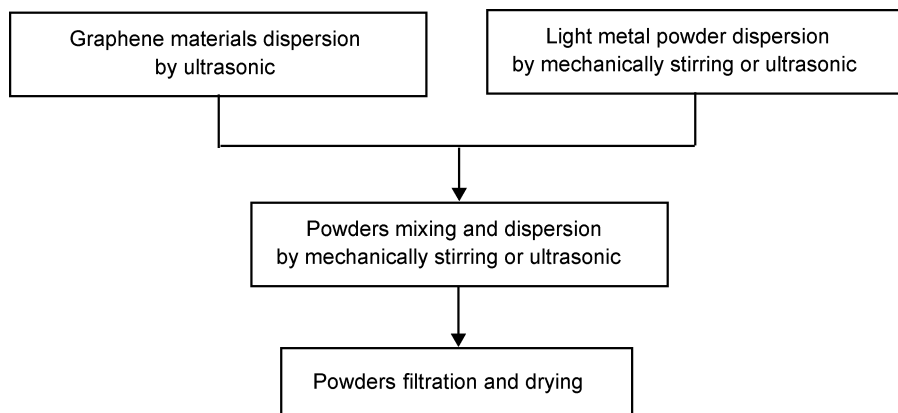 Graphene materials dispersion
by ultrasonic
Light metal powder dispersion
by mechanically stirring or ultrasonic
Powders mixing and dispersion
by mechanically stirring or ultrasonic
Powders filtration and drying